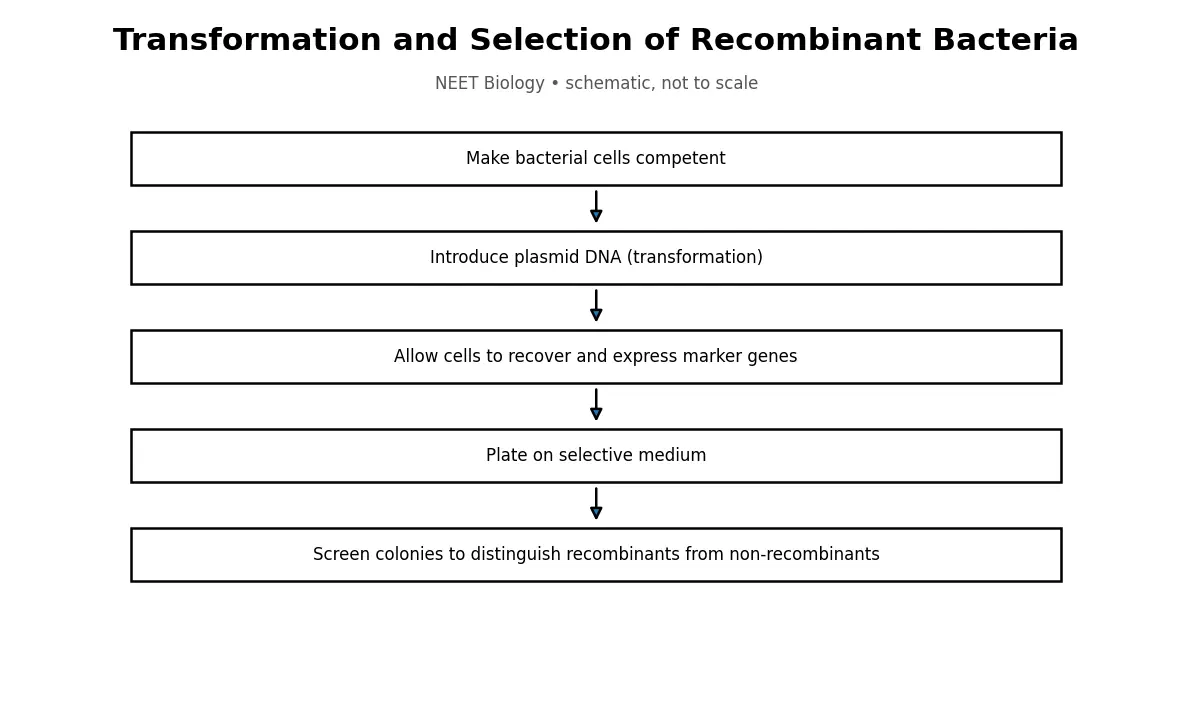 Transformation and Selection of Recombinant Bacteria
NEET Biology • schematic, not to scale
Make bacterial cells competent
Introduce plasmid DNA (transformation)
Allow cells to recover and express marker genes
Plate on selective medium
Screen colonies to distinguish recombinants from non-recombinants